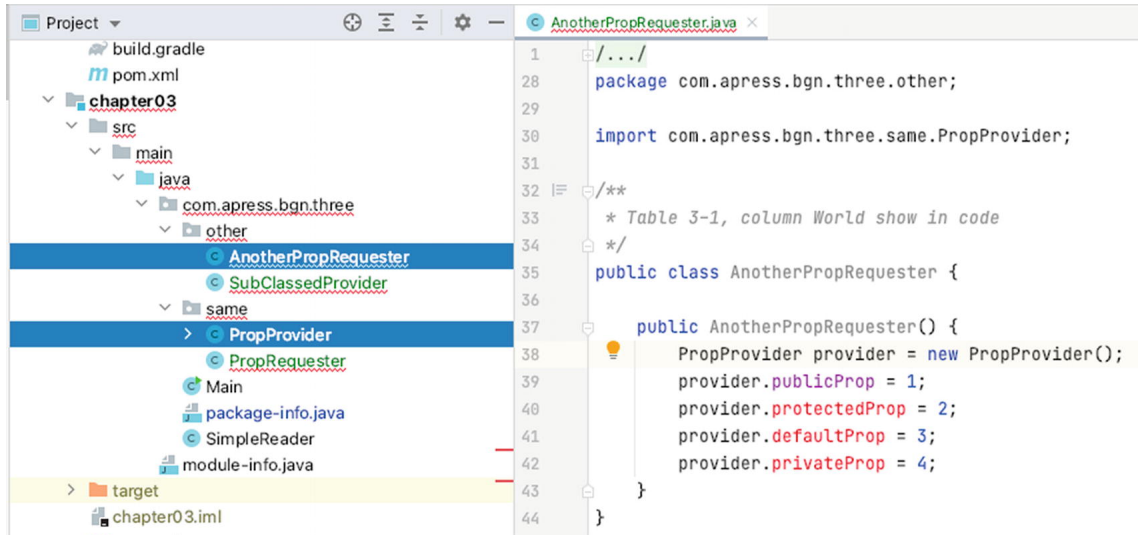 Project
build.gradle
pom.xml
chapter03
src
main
java
com.apress.bgn.three
other
AnotherPropRequester
SubClassedProvider
same
PropProvider
PropRequester
Main
package-info.java
SimpleReader
module-info.java
target
chapter03.iml
AnotherPropRequester.java
1 /.../
28 package com.apress.bgn.three.other;
29
30 import com.apress.bgn.three.same.PropProvider;
31
32 /**
33 * Table 3-1, column World show in code
34 */
35 public class AnotherPropRequester {
36
37 public AnotherPropRequester() {
38 PropProvider provider = new PropProvider();
39 provider.publicProp = 1;
40 provider.protectedProp = 2;
41 provider.defaultProp = 3;
42 provider.privateProp = 4;
43 }
44 }